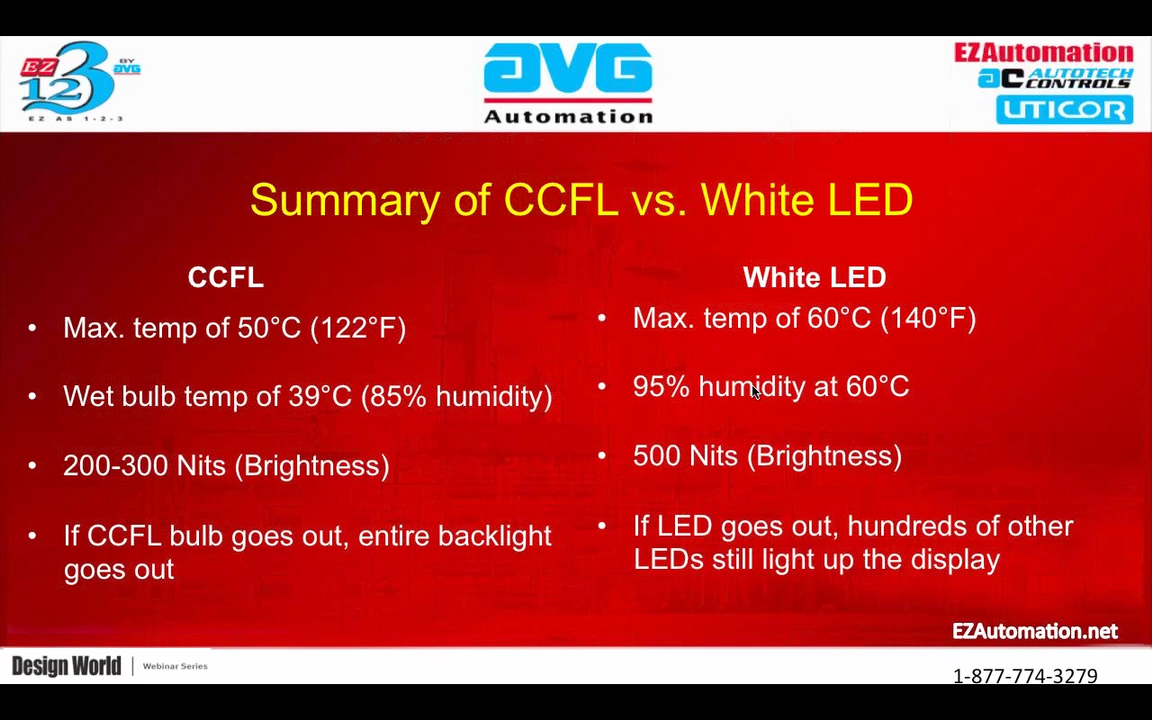 EZ
123
BY
AVG
EZ AS 1-2-3
AVG
Automation
EZAutomation
AC AUTOTECH
CONTROLS
UTICOR
Summary of CCFL vs. White LED
CCFL
• Max. temp of 50°C (122°F)
• Wet bulb temp of 39°C (85% humidity)
• 200-300 Nits (Brightness)
• If CCFL bulb goes out, entire backlight
goes out
White LED
• Max. temp of 60°C (140°F)
• 95% humidity at 60°C
• 500 Nits (Brightness)
• If LED goes out, hundreds of other
LEDs still light up the display
EZAutomation.net
Design World | Webinar Series
1-877-774-3279